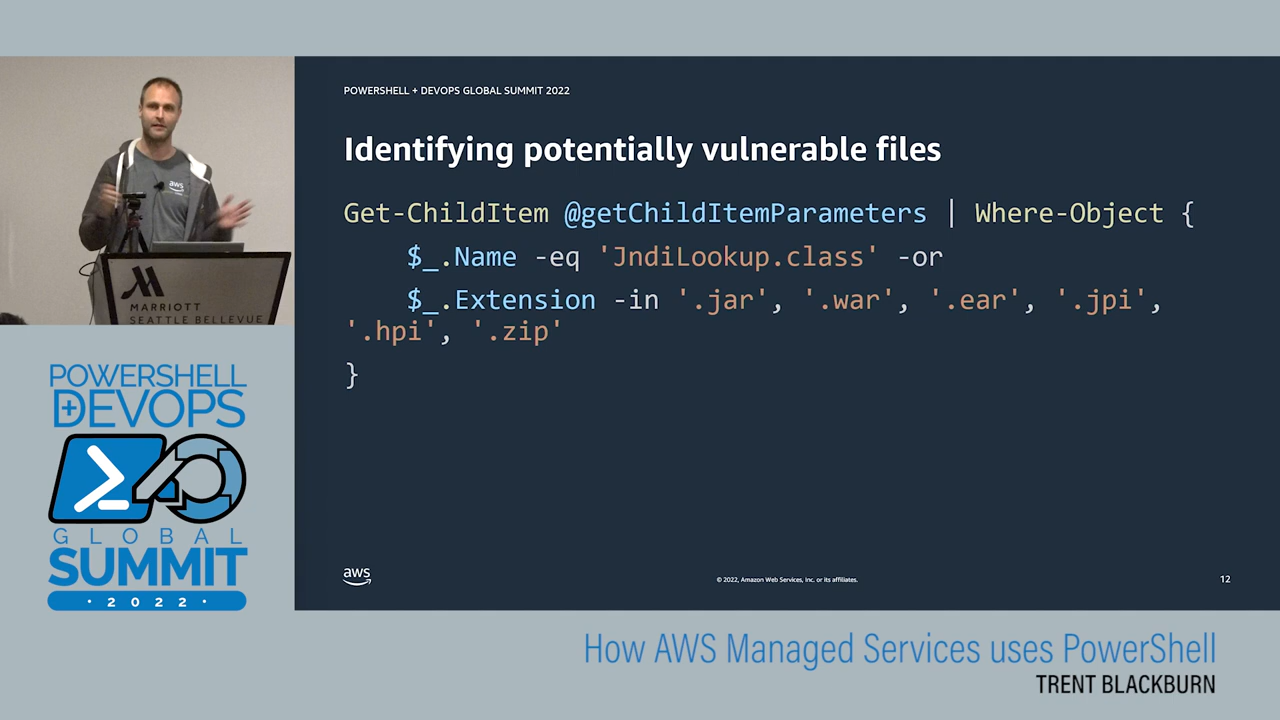 POWERSHELL + DEVOPS GLOBAL SUMMIT 2022
Identifying potentially vulnerable files
Get-ChildItem @getChildItemParameters | Where-Object {
$_.Name -eq 'JndiLookup.class' -or
$_.Extension -in '.jar', '.war', '.ear', '.jpi',
'.hpi', '.zip'
}
aws
© 2022, Amazon Web Services, Inc. or its affiliates.
12
aws
MARRIOTT
SEATTLE BELLEVUE
POWERSHELL
+DEVOPS
GLOBAL
SUMMIT
· 2022 ·
How AWS Managed Services uses PowerShell
TRENT BLACKBURN